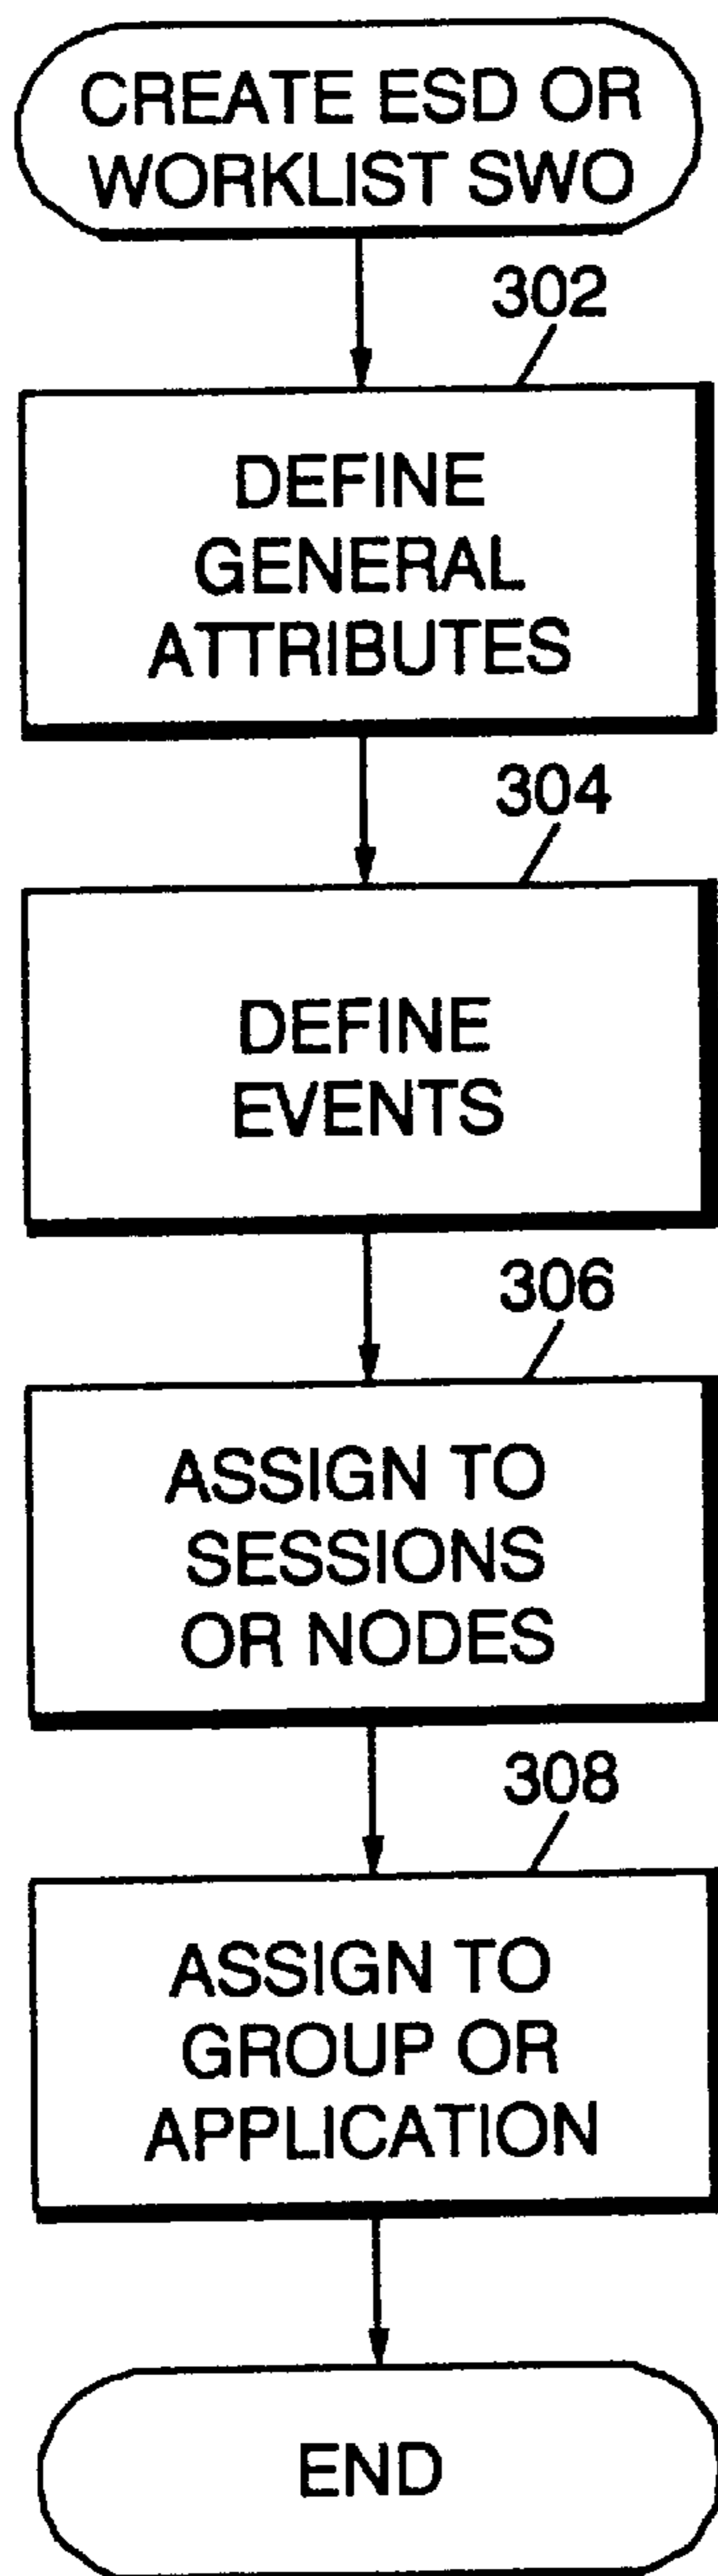 CREATE ESD OR
WORKLIST SWO
302
DEFINE
GENERAL
ATTRIBUTES
304
DEFINE
EVENTS
306
ASSIGN TO
SESSIONS
OR NODES
308
ASSIGN TO
GROUP OR
APPLICATION
END